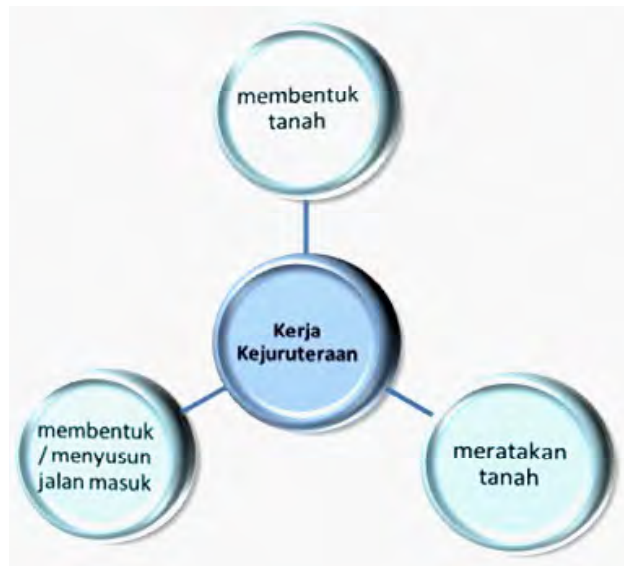 membentuk
tanah
Kerja
Kejuruteraan
membentuk
/ menyusun
jalan masuk
meratakan
tanah